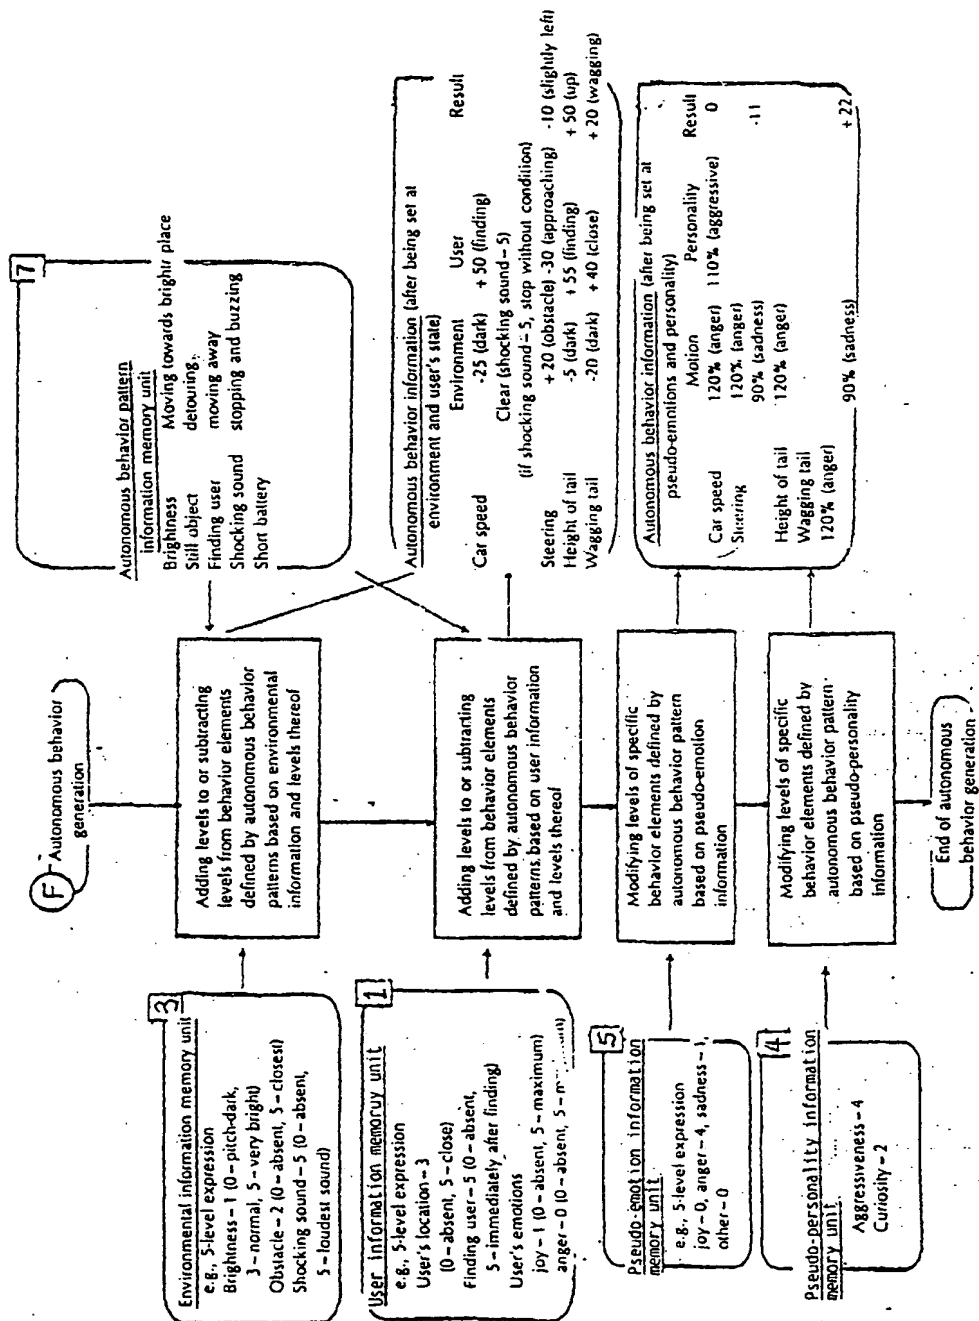 F
Autonomous behavior
generation
3
Environmental information memory unit
e.g., 5-level expression
Brightness – 1 (0 – pitch-dark,
3 – normal, 5 – very bright)
Obstacle – 2 (0 – absent, 5 – closest)
Shocking sound – 5 (0 – absent,
5 – loudest sound)
Adding levels to or subtracting
levels from behavior elements
defined by autonomous behavior
patterns based on environmental
information and levels thereof
7
Autonomous behavior pattern
information memory unit
Brightness Moving towards bright place
Still object detouring
Finding user moving away
Shocking sound stopping and buzzing
Short battery
1
User information memoruy unit
e.g., 5-level expression
User's location – 3
(0 – absent, 5 – close)
Finding user – 5 (0 – absent,
5 – immediately after finding)
User's emotions
joy – 1 (0 – absent, 5 – maximum)
anger – 0 (0 – absent, 5 –
Adding levels to or subtrarting
levels from behavior elements
defined by autonomous behavior
patterns based on user information
and levels thereof
Autonomous behavior information (after being set at
environment and user's state)
Environment User Result
Car speed -25 (dark) +50 (finding)
Clear (shocking sound – 5)
(if shocking sound – 5, stop without condition)
Steering +20 (obstacle) -30 (approaching) -10 (slightly left)
Height of tail -5 (dark) +55 (finding) +50 (up)
Wagging tail -20 (dark) +40 (close) +20 (wagging)
5
Pseudo-emotion information
memory unit
e.g., 5-level expression
joy – 0, anger – 4, sadness – 1,
other – 0
Modifying levels of specific
behavior elements defined by
autonomous behavior pattern
based on pseudo-emotion
information
Autonomous behavior information (after being set at
pseudo-emotions and personality)
Motion Personality Result
Car speed 120% (anger) 110% (aggressive) 0
Steering 120% (anger)
90% (sadness) -11
Height of tail 120% (anger)
Wagging tail
120% (anger)
90% (sadness) +22
4
Pseudo-personality information
memory unit
Aggressiveness – 4
Curiosity – 2
Modifying levels of specific
behavior elements defined by
autonomous behavior pattern
based on pseudo-personality
information
End of autonomous
behavior generation